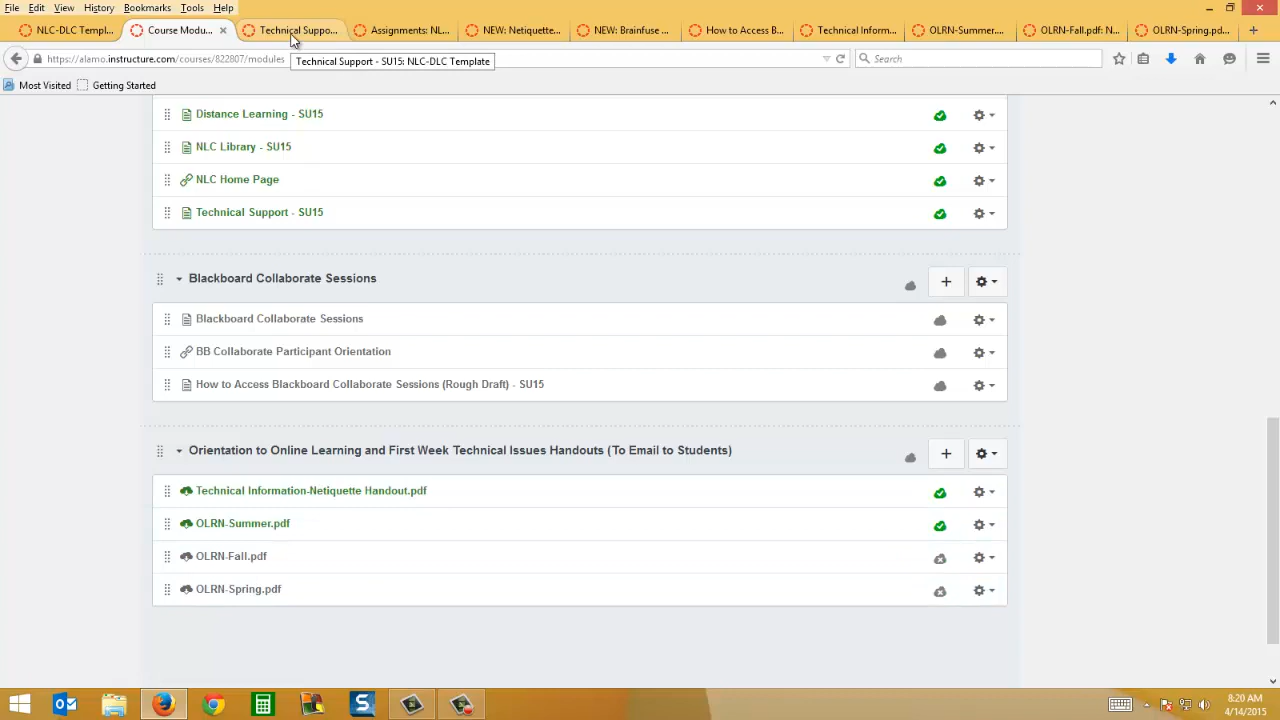 File Edit View History Bookmarks Tools Help
NLC-DLC Templ... Course Modu... × Technical Suppo... Assignments: NL... NEW: Netiquette... NEW: Brainfuse ... How to Access B... Technical Inform... OLRN-Summer.... OLRN-Fall.pdf: N... OLRN-Spring.pd... +
https://alamo.instructure.com/courses/822807/modules
Search
Technical Support - SU15: NLC-DLC Template
Most Visited Getting Started
Distance Learning - SU15
NLC Library - SU15
NLC Home Page
Technical Support - SU15
Blackboard Collaborate Sessions
Blackboard Collaborate Sessions
BB Collaborate Participant Orientation
How to Access Blackboard Collaborate Sessions (Rough Draft) - SU15
Orientation to Online Learning and First Week Technical Issues Handouts (To Email to Students)
Technical Information-Netiquette Handout.pdf
OLRN-Summer.pdf
OLRN-Fall.pdf
OLRN-Spring.pdf
8:20 AM
4/14/2015